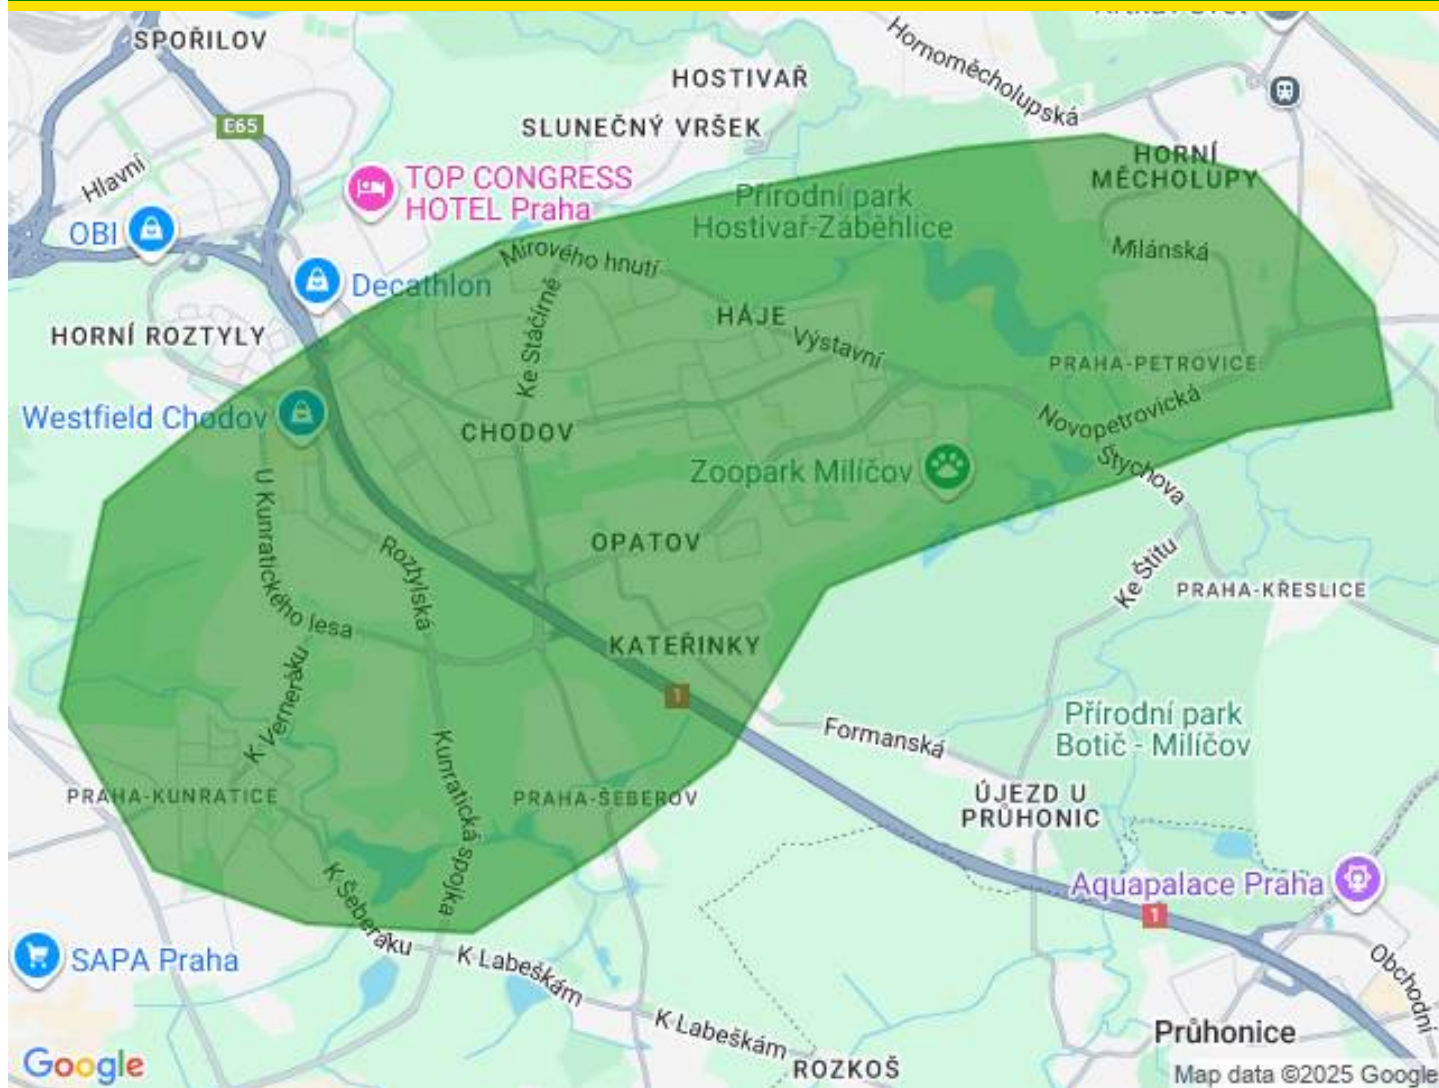 SPOŘILOV
HOSTIVAŘ
Hornoměcholupská
E65
SLUNEČNÝ VRŠEK
Hlavní
TOP CONGRESS
HOTEL Praha
HORNÍ
MĚCHOLUPY
Přírodní park
Hostivař-Záběhlice
OBI
Mírového hnutí
Milánská
Decathlon
Ke Stáčírně
HÁJE
Výstavní
HORNÍ ROZTYLY
PRAHA-PETROVICE
Westfield Chodov
CHODOV
Novopetrovická
Zoopark Milíčov
Štychova
U Kunratického lesa
OPATOV
Roztylská
Ke Štítu
PRAHA-KŘESLICE
KATEŘINKY
K Verneráku
1
Formanská
Přírodní park
Botič - Milíčov
PRAHA-KUNRATICE
Kunratická spojka
PRAHA-ŠEBEROV
ÚJEZD U
PRŮHONIC
K Šeberáku
Aquapalace Praha
1
SAPA Praha
K Labeškám
Obchodní
K Labeškám
Průhonice
Google
ROZKOŠ
Map data ©2025 Google